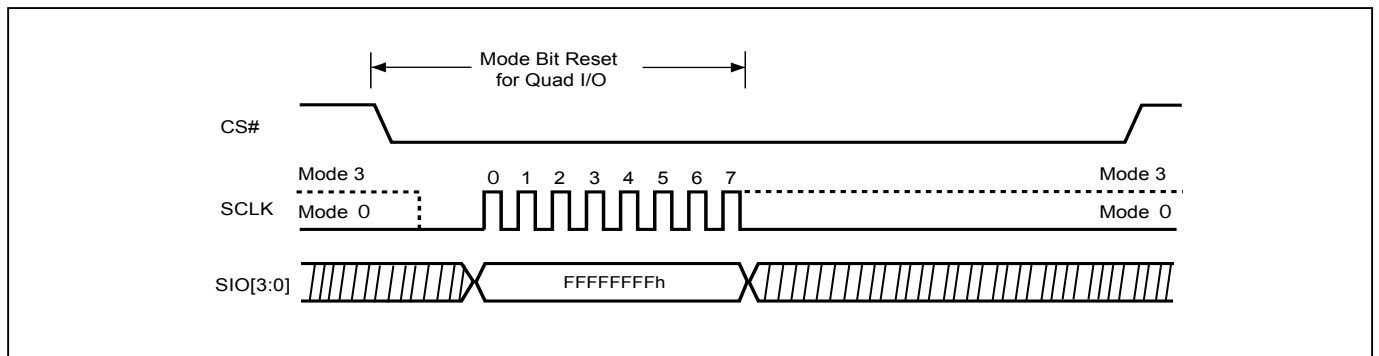 Mode Bit Reset
for Quad I/O
CS#
Mode 3
Mode 3
0 1 2 3 4 5 6 7
SCLK
Mode 0
Mode 0
SIO[3:0]
FFFFFFFFh